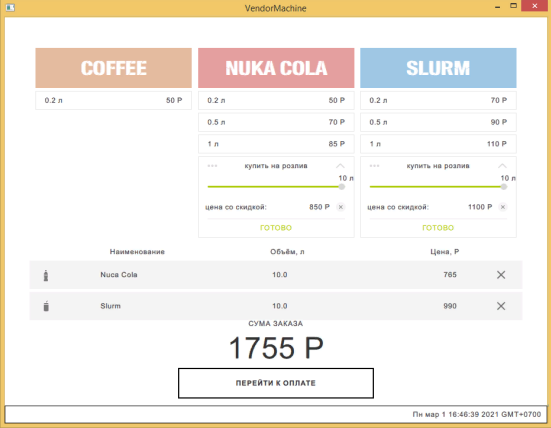 VendorMachine
COFFEE NUKA COLA SLURM
0.2 л 50 Р 0.2 л 50 Р 0.2 л 70 Р
0.5 л 70 Р 0.5 л 90 Р
1 л 85 Р 1 л 110 Р
купить на розлив купить на розлив
10 л 10 л
цена со скидкой: 850 Р цена со скидкой: 1100 Р
ГОТОВО ГОТОВО
Наименование Объём, л Цена, Р
Nuca Cola 10.0 765
Slurm 10.0 990
СУМА ЗАКАЗА
1755 Р
ПЕРЕЙТИ К ОПЛАТЕ
Пн мар 1 16:46:39 2021 GMT+0700